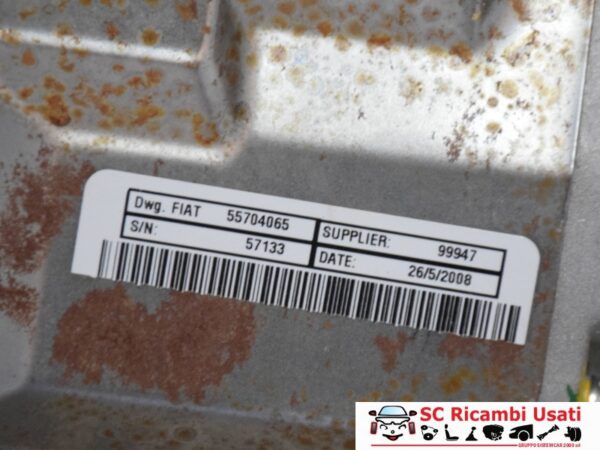 Dwg. FIAT 55704065
SUPPLIER: 99947
S/N: 57133
DATE: 26/5/2008
SC Ricambi Usati